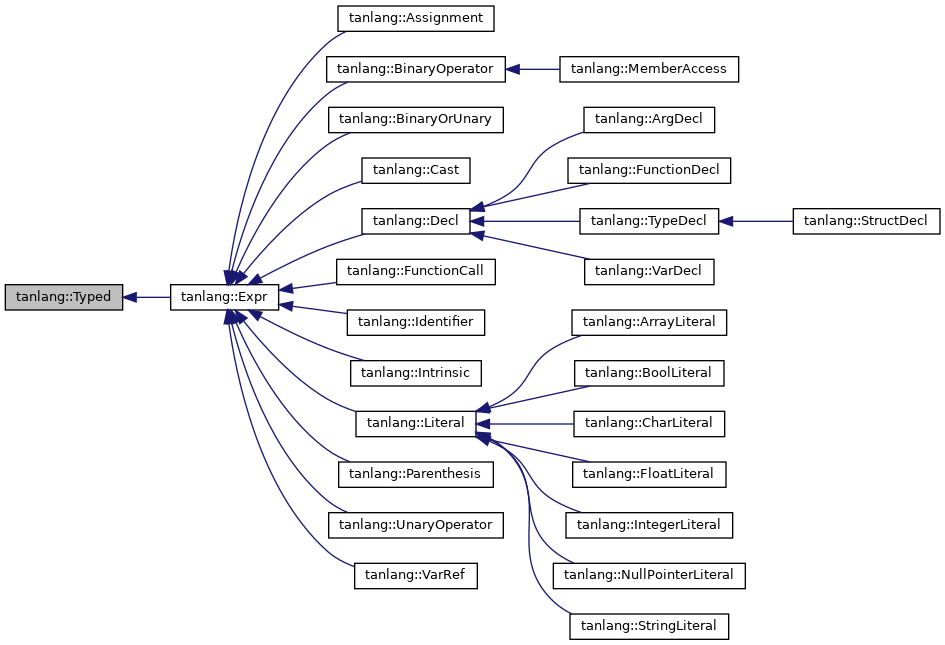 tanlang::Assignment
tanlang::BinaryOperator
tanlang::MemberAccess
tanlang::BinaryOrUnary
tanlang::ArgDecl
tanlang::Cast
tanlang::FunctionDecl
tanlang::Decl
tanlang::TypeDecl
tanlang::StructDecl
tanlang::FunctionCall
tanlang::VarDecl
tanlang::Typed
tanlang::Expr
tanlang::Identifier
tanlang::ArrayLiteral
tanlang::Intrinsic
tanlang::BoolLiteral
tanlang::Literal
tanlang::CharLiteral
tanlang::Parenthesis
tanlang::FloatLiteral
tanlang::UnaryOperator
tanlang::IntegerLiteral
tanlang::VarRef
tanlang::NullPointerLiteral
tanlang::StringLiteral